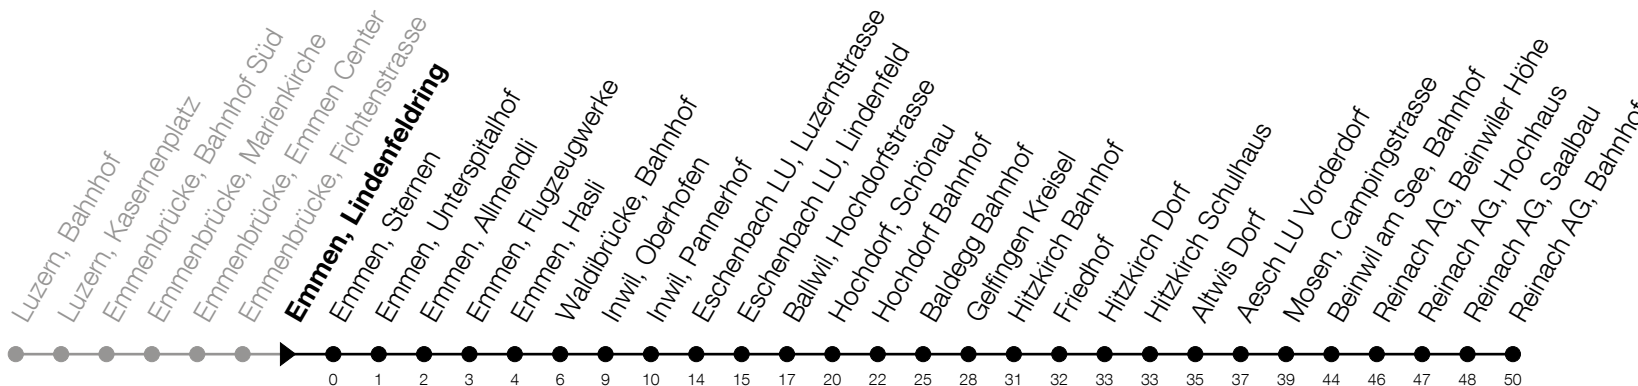 Luzern, Bahnhof
Luzern, Kasernenplatz
Emmenbrücke, Bahnhof Süd
Emmenbrücke, Marienkirche
Emmenbrücke, Emmen Center
Emmenbrücke, Fichtenstrasse
Emmen, Lindenfeldring
Emmen, Sternen
Emmen, Unterspitalhof
Emmen, Allmendli
Emmen, Flugzeugwerke
Emmen, Hasli
Waldibrücke, Bahnhof
Inwil, Oberhofen
Inwil, Pannerhof
Eschenbach LU, Luzernstrasse
Eschenbach LU, Lindenfeld
Ballwil, Hochdorfstrasse
Hochdorf, Schönau
Hochdorf Bahnhof
Baldegg Bahnhof
Gelfingen Kreisel
Hitzkirch Bahnhof
Friedhof
Hitzkirch Dorf
Hitzkirch Schulhaus
Altwis Dorf
Aesch LU Vorderdorf
Mosen, Campingstrasse
Beinwil am See, Bahnhof
Reinach AG, Beinwiler Höhe
Reinach AG, Hochhaus
Reinach AG, Saalbau
Reinach AG, Bahnhof
0 1 2 3 4 6 9 10 14 15 17 20 22 25 28 31 32 33 33 35 37 39 44 46 47 48 50